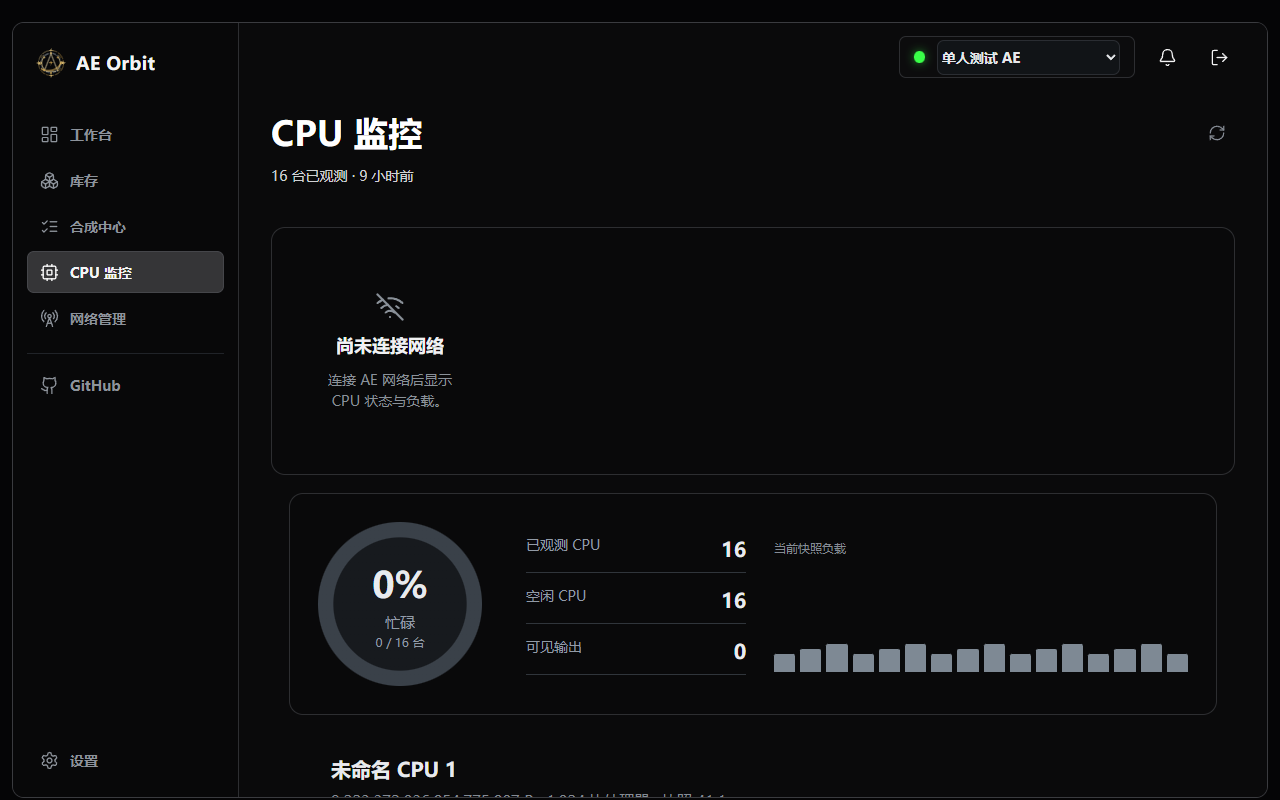 AE Orbit
单人测试 AE
工作台
库存
合成中心
CPU 监控
网络管理
GitHub
设置
CPU 监控
16 台已观测 · 9 小时前
尚未连接网络
连接 AE 网络后显示
CPU 状态与负载。
0%
忙碌
0 / 16 台
已观测 CPU 16
空闲 CPU 16
可见输出 0
当前快照负载
未命名 CPU 1